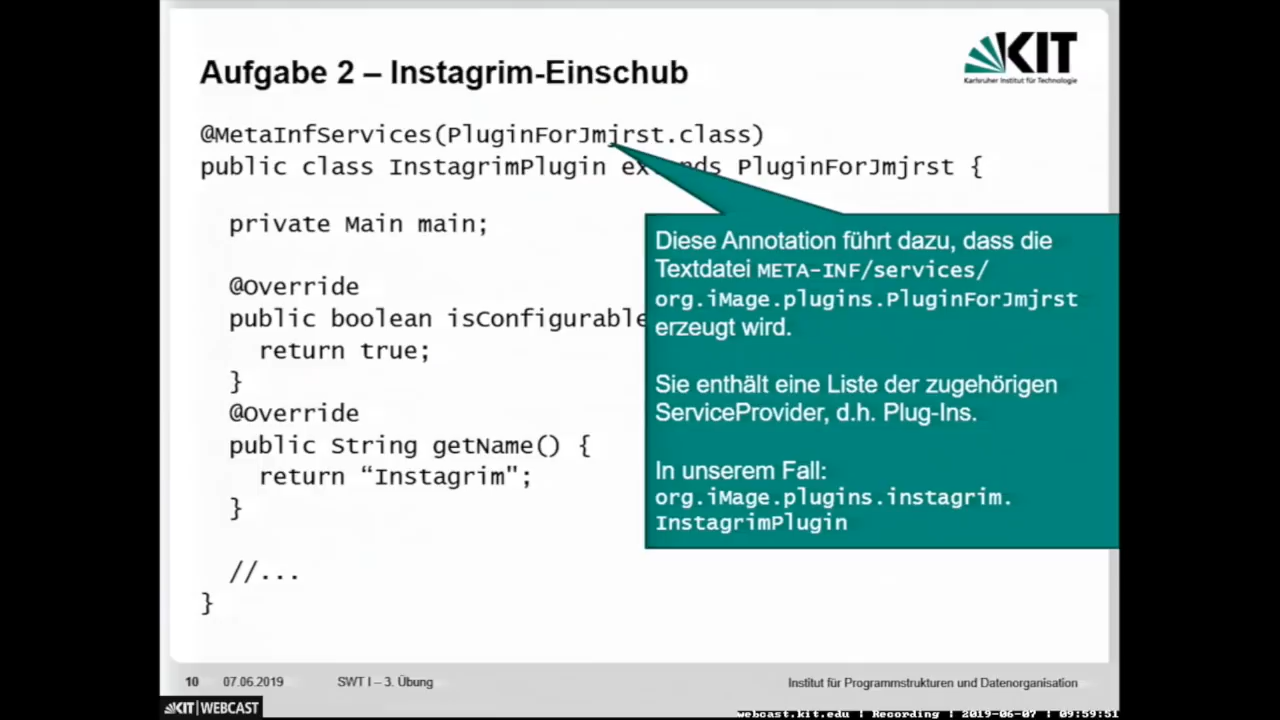 Aufgabe 2 – Instagrim-Einschub
KIT
Karlsruher Institut für Technologie
@MetaInfServices(PluginForJmjrst.class)
public class InstagrimPlugin ex nds PluginForJmjrst {
private Main main;
@Override
public boolean isConfigurable
return true;
}
@Override
public String getName() {
return “Instagrim";
}
//...
}
Diese Annotation führt dazu, dass die
Textdatei META-INF/services/
org.iMage.plugins.PluginForJmjrst
erzeugt wird.
Sie enthält eine Liste der zugehörigen
ServiceProvider, d.h. Plug-Ins.
In unserem Fall:
org.iMage.plugins.instagrim.
InstagrimPlugin
10 07.06.2019 SWT I – 3. Übung Institut für Programmstrukturen und Datenorganisation
KIT | WEBCAST
webcast.kit.edu | Recording | 2019-06-07 | 09:59:51